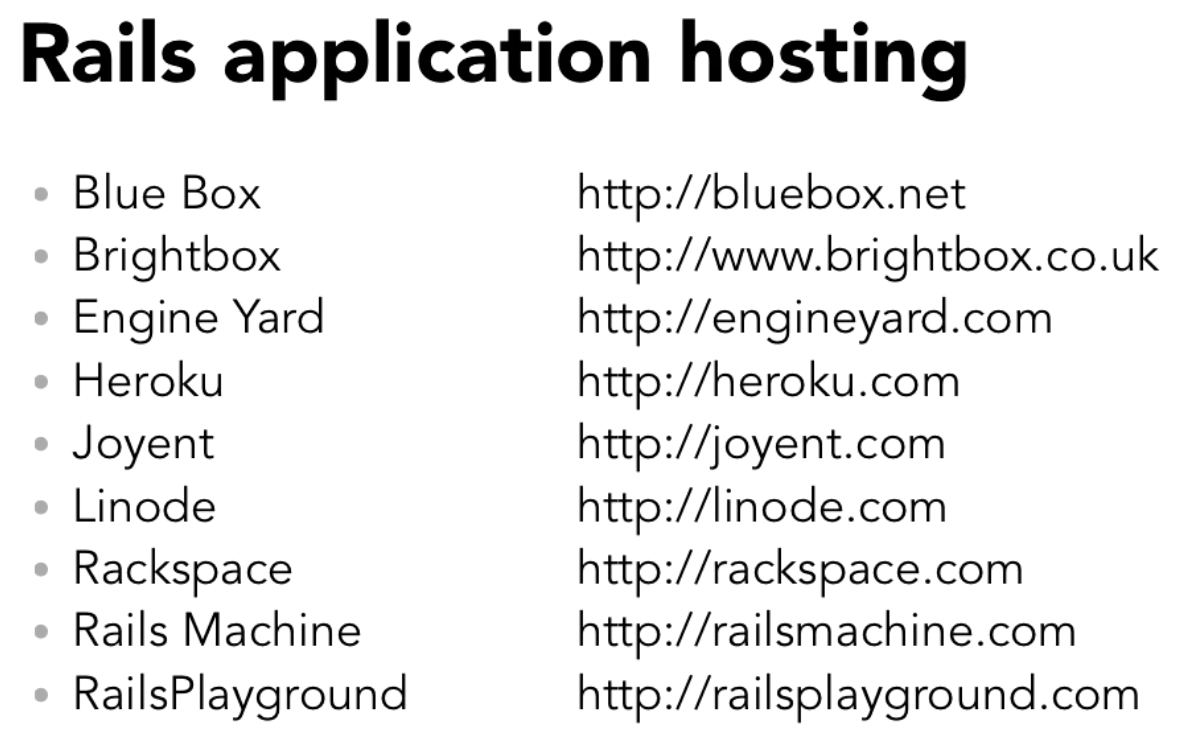 Rails application hosting
• Blue Box http://bluebox.net
• Brightbox http://www.brightbox.co.uk
• Engine Yard http://engineyard.com
• Heroku http://heroku.com
• Joyent http://joyent.com
• Linode http://linode.com
• Rackspace http://rackspace.com
• Rails Machine http://railsmachine.com
• RailsPlayground http://railsplayground.com